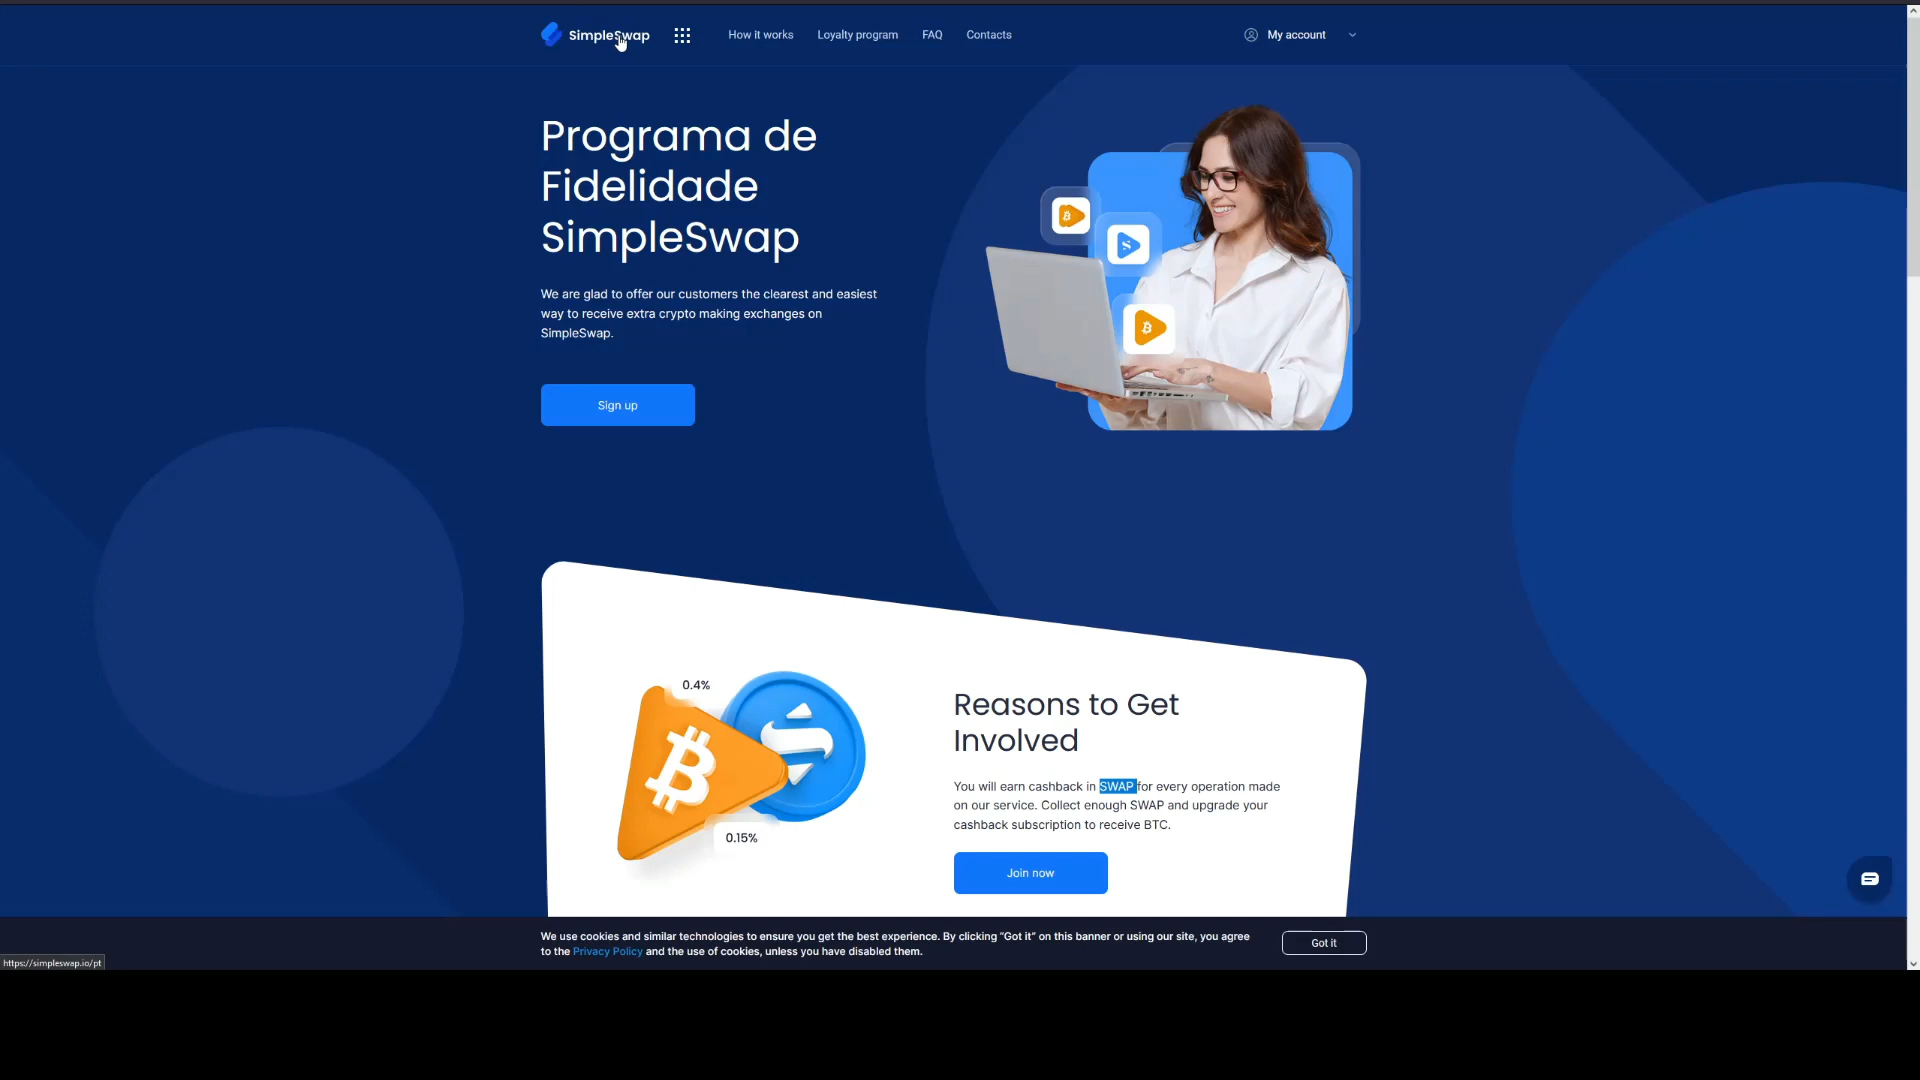 SimpleSwap
How it works
Loyalty program
FAQ
Contacts
My account
Programa de
Fidelidade
SimpleSwap
We are glad to offer our customers the clearest and easiest
way to receive extra crypto making exchanges on
SimpleSwap.
Sign up
0.4%
0.15%
Reasons to Get
Involved
You will earn cashback in SWAP for every operation made
on our service. Collect enough SWAP and upgrade your
cashback subscription to receive BTC.
Join now
We use cookies and similar technologies to ensure you get the best experience. By clicking “Got it” on this banner or using our site, you agree
to the Privacy Policy and the use of cookies, unless you have disabled them.
Got it
https://simpleswap.io/pt